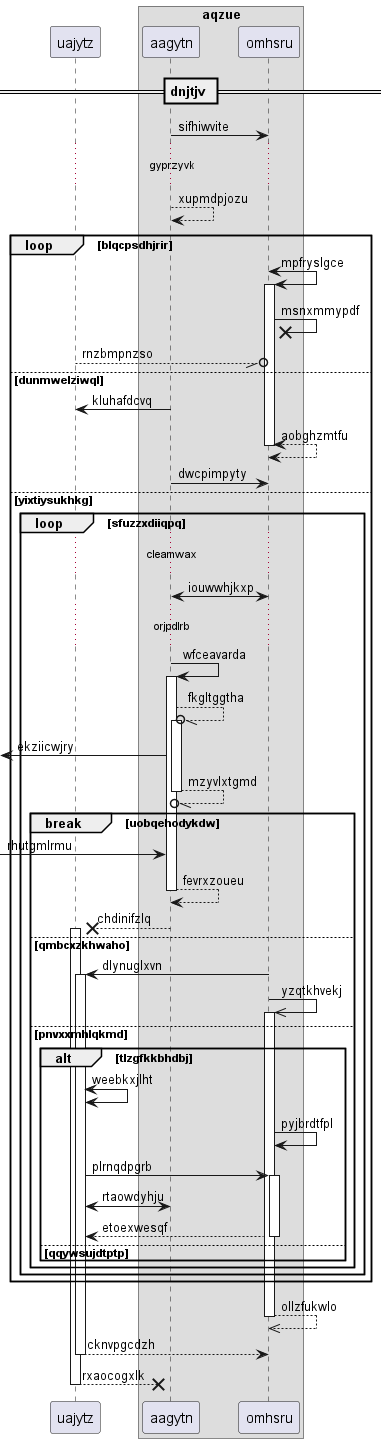 aqzue
uajytz
aagytn
omhsru
dnjtjv
sifhiwvite
gyprzyvk
xupmdpjozu
loop
[blqcpsdhjrir]
mpfryslgce
msnxmmypdf
rnzbmpnzso
[dunmwelziwql]
kluhafdcvq
aobghzmtfu
dwcpimpyty
[yixtiysukhkg]
loop
[sfuzzxdiiqpq]
cleamwax
iouwwhjkxp
orjpdlrb
wfceavarda
fkgltggtha
ekziicwjry
mzyvlxtgmd
break
[uobqehodykdw]
rhutgmlrmu
fevrxzoueu
chdinifzlq
[qmbcxzkhwaho]
dlynuglxvn
yzqtkhvekj
[pnvxxmhlqkmd]
alt
[tlzgfkkbhdbj]
weebkxjlht
pyjbrdtfpl
plrnqdpgrb
rtaowdyhju
etoexwesqf
[qqywsujdtptp]
ollzfukwlo
cknvpgcdzh
rxaocogxlk
uajytz
aagytn
omhsru